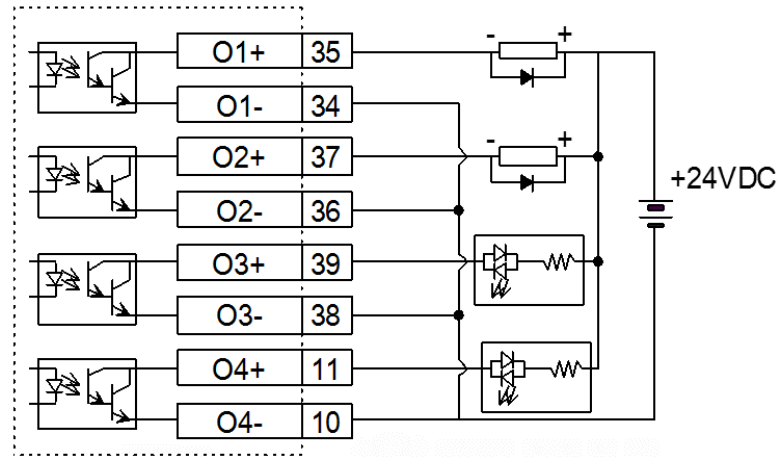 O1+ 35 - +
O1- 34
O2+ 37 - +
O2- 36
+24VDC
O3+ 39
O3- 38
O4+ 11
O4- 10